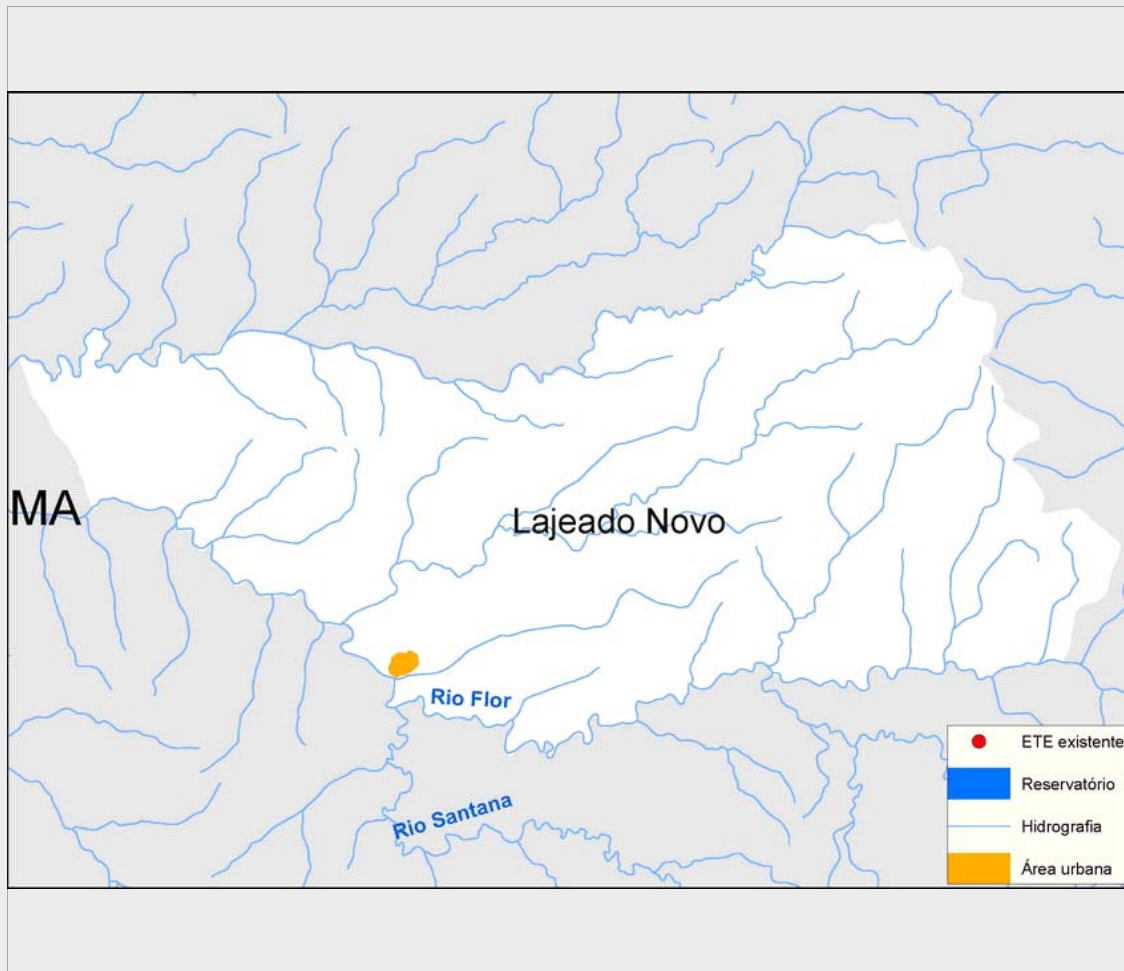 MA
Lajeado Novo
Rio Flor
Rio Santana
ETE existente
Reservatório
Hidrografia
Área urbana